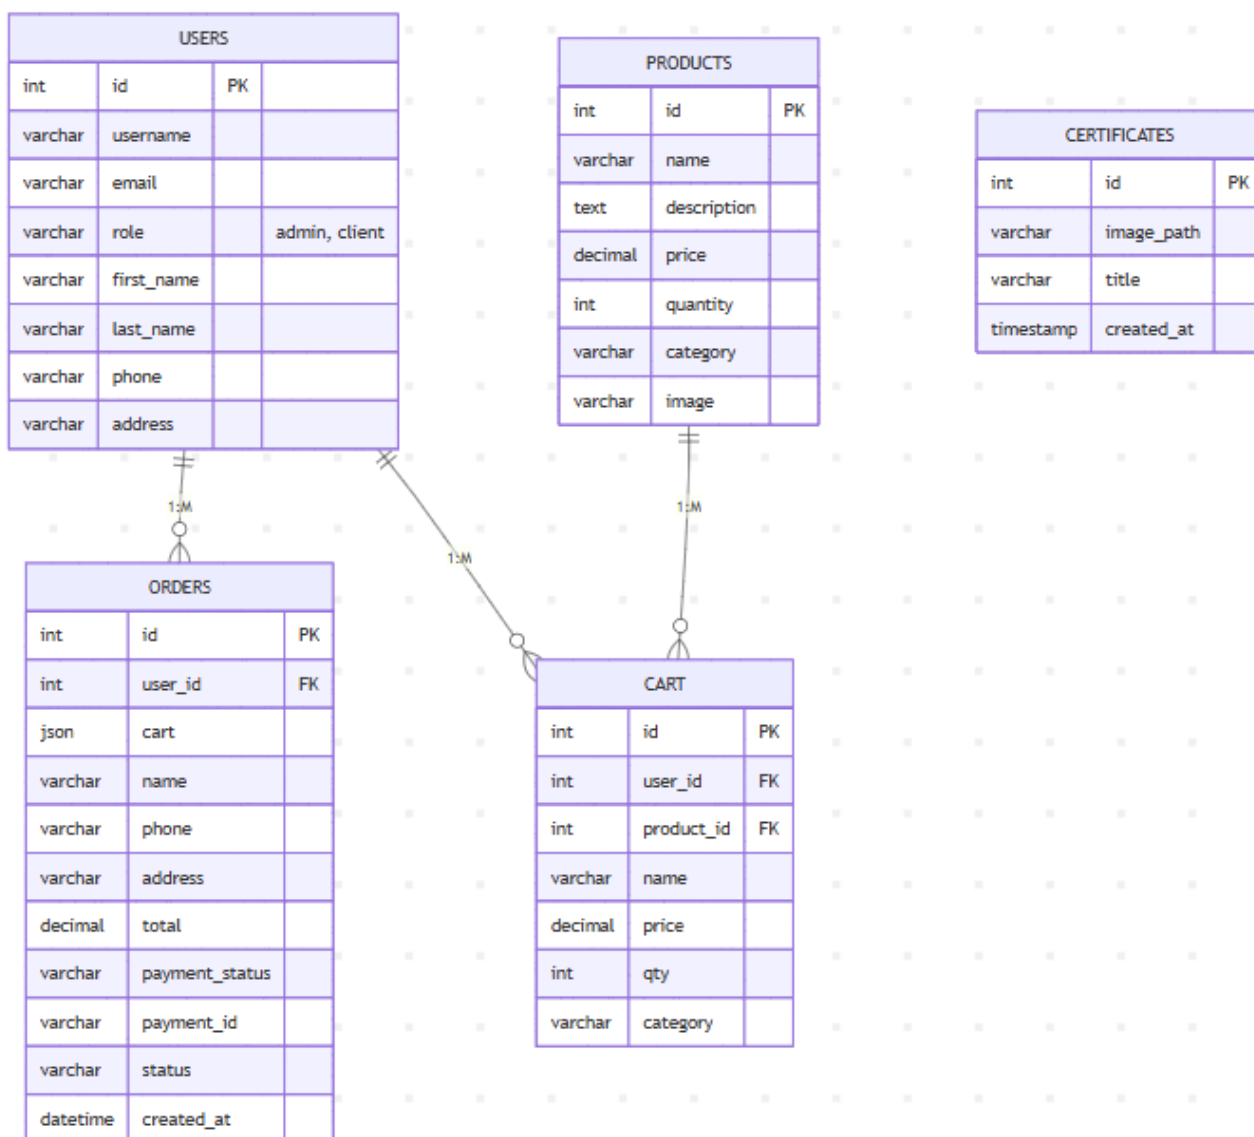 USERS
int id PK
varchar username
varchar email
varchar role admin, client
varchar first_name
varchar last_name
varchar phone
varchar address
PRODUCTS
int id PK
varchar name
text description
decimal price
int quantity
varchar category
varchar image
CERTIFICATES
int id PK
varchar image_path
varchar title
timestamp created_at
1:M
1:M
1:M
ORDERS
int id PK
int user_id FK
json cart
varchar name
varchar phone
varchar address
decimal total
varchar payment_status
varchar payment_id
varchar status
datetime created_at
CART
int id PK
int user_id FK
int product_id FK
varchar name
decimal price
int qty
varchar category